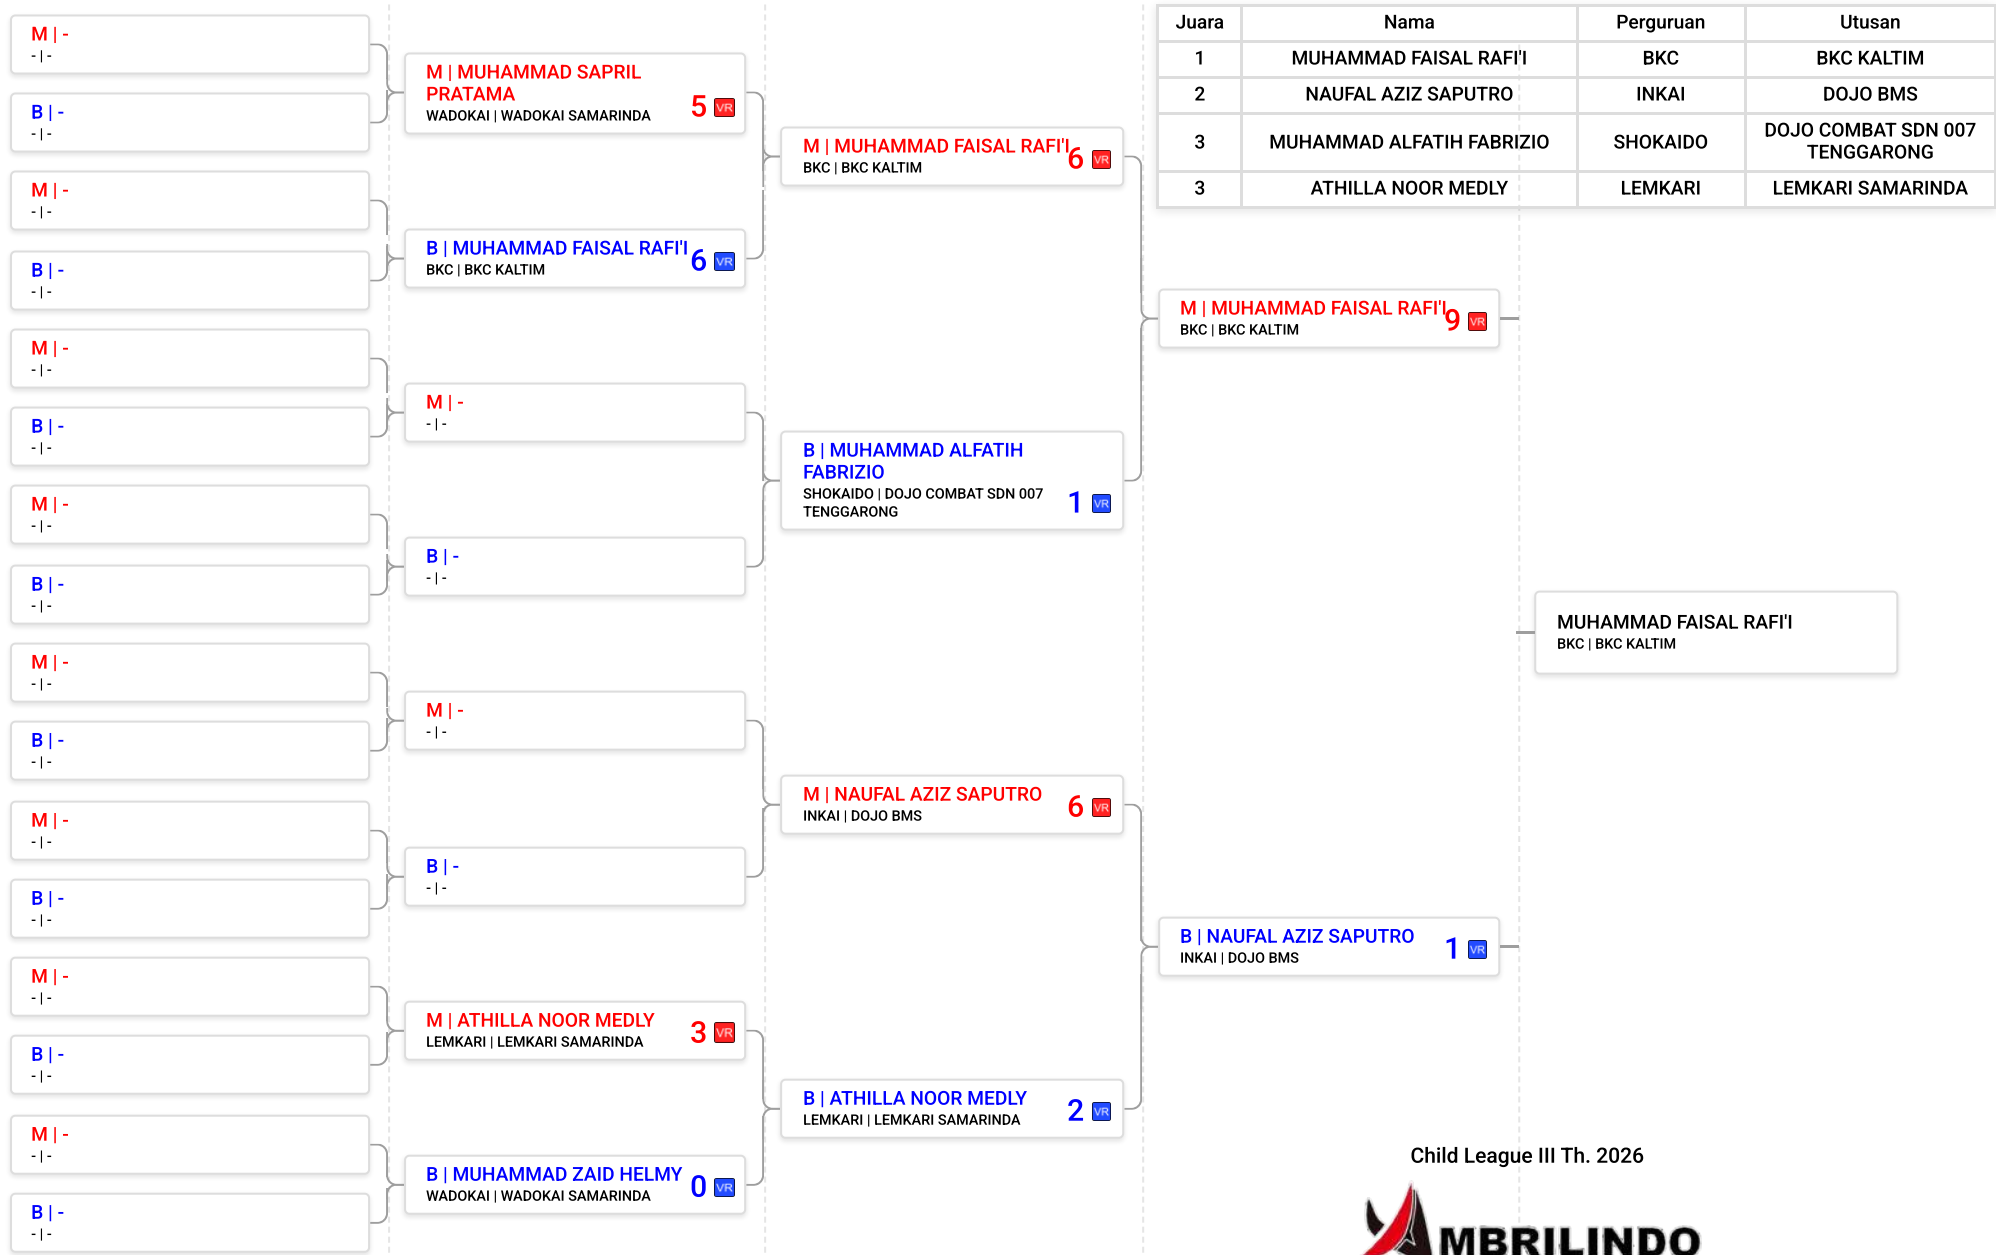 M | -
- | -
B | -
- | -
M | -
- | -
B | -
- | -
M | -
- | -
B | -
- | -
M | -
- | -
B | -
- | -
M | -
- | -
B | -
- | -
M | -
- | -
B | -
- | -
M | -
- | -
B | -
- | -
M | -
- | -
B | -
- | -
M | MUHAMMAD SAPRIL
PRATAMA
WADOKAI | WADOKAI SAMARINDA
5 VR
B | MUHAMMAD FAISAL RAFI'I
BKC | BKC KALTIM
6 VR
M | -
- | -
B | -
- | -
M | -
- | -
B | -
- | -
M | ATHILLA NOOR MEDLY
LEMKARI | LEMKARI SAMARINDA
3 VR
B | MUHAMMAD ZAID HELMY
WADOKAI | WADOKAI SAMARINDA
0 VR
M | MUHAMMAD FAISAL RAFI'I
BKC | BKC KALTIM
6 VR
B | MUHAMMAD ALFATIH
FABRIZIO
SHOKAIDO | DOJO COMBAT SDN 007
TENGGARONG
1 VR
M | NAUFAL AZIZ SAPUTRO
INKAI | DOJO BMS
6 VR
B | ATHILLA NOOR MEDLY
LEMKARI | LEMKARI SAMARINDA
2 VR
M | MUHAMMAD FAISAL RAFI'I
BKC | BKC KALTIM
9 VR
B | NAUFAL AZIZ SAPUTRO
INKAI | DOJO BMS
1 VR
MUHAMMAD FAISAL RAFI'I
BKC | BKC KALTIM
Juara Nama Perguruan Utusan
1 MUHAMMAD FAISAL RAFI'I BKC BKC KALTIM
2 NAUFAL AZIZ SAPUTRO INKAI DOJO BMS
3 MUHAMMAD ALFATIH FABRIZIO SHOKAIDO DOJO COMBAT SDN 007
TENGGARONG
3 ATHILLA NOOR MEDLY LEMKARI LEMKARI SAMARINDA
Child League III Th. 2026
MBRILINDO